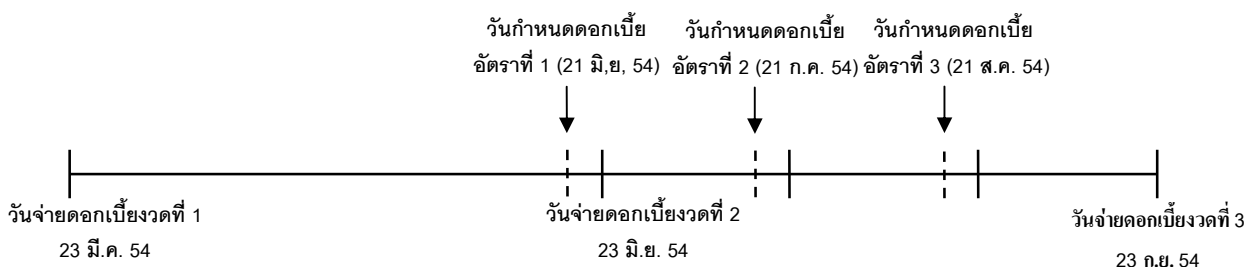 วันกำหนดดอกเบี้ย วันกำหนดดอกเบี้ย วันกำหนดดอกเบี้ย
อัตราที่ 1 (21 มิ,ย, 54) อัตราที่ 2 (21 ก.ค. 54) อัตราที่ 3 (21 ส.ค. 54)
วันจ่ายดอกเบี้ยงวดที่ 1 วันจ่ายดอกเบี้ยงวดที่ 2 วันจ่ายดอกเบี้ยงวดที่ 3
23 มี.ค. 54 23 มิ.ย. 54 23 ก.ย. 54